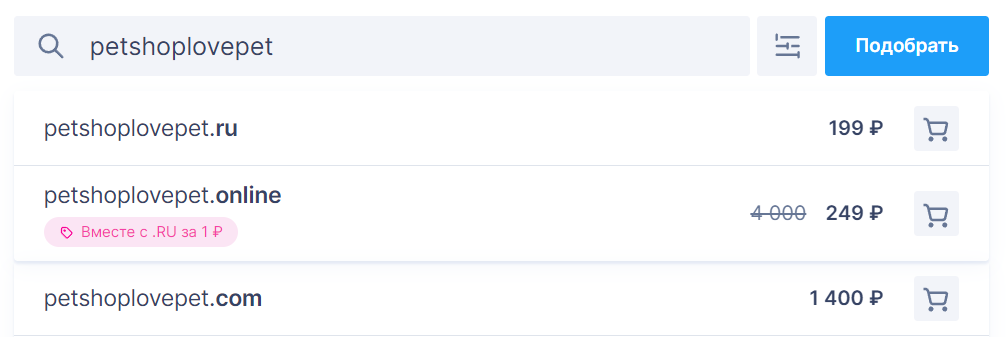 petshoplovepet Подобрать
petshoplovepet.ru 199 ₽
petshoplovepet.online 4 000 249 ₽
Вместе с .RU за 1 ₽
petshoplovepet.com 1 400 ₽